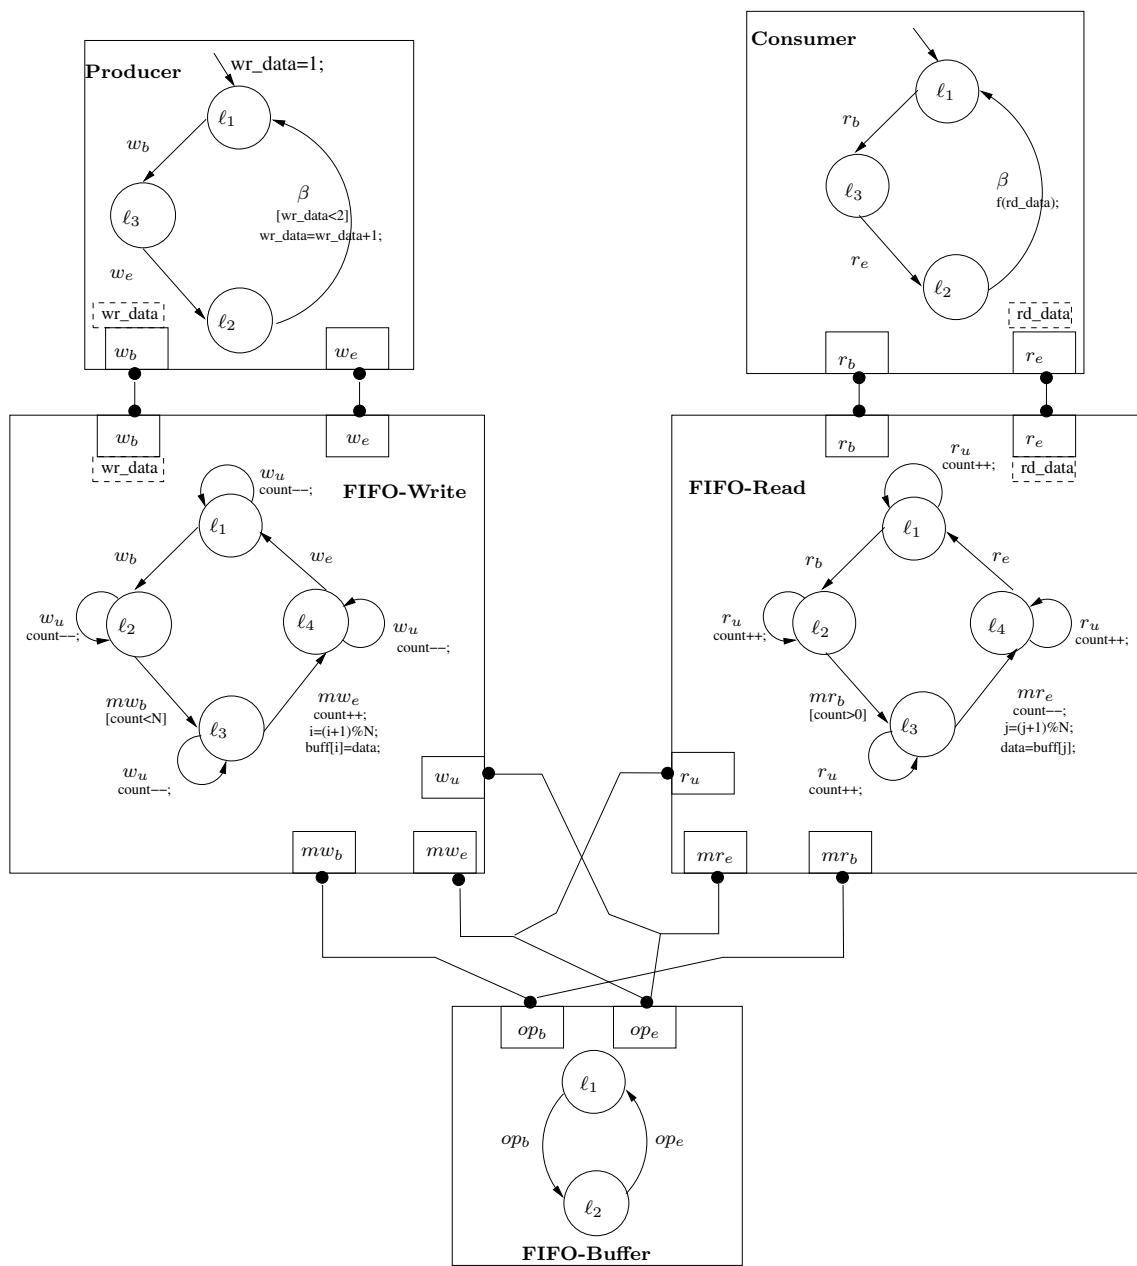 Producer
wr_data=1;
ℓ1
w_b
ℓ3
β
[wr_data<2]
wr_data=wr_data+1;
w_e
ℓ2
wr_data
w_b
w_e
Consumer
ℓ1
r_b
ℓ3
β
f(rd_data);
r_e
ℓ2
rd_data
r_b
r_e
w_b
w_e
wr_data
FIFO-Write
w_u
count−−;
ℓ1
w_b
w_e
w_u
count−−;
ℓ2
ℓ4
w_u
count−−;
mw_b
[count<N]
ℓ3
mw_e
count++;
i=(i+1)%N;
buff[i]=data;
w_u
count−−;
w_u
mw_b
mw_e
r_b
r_e
rd_data
FIFO-Read
r_u
count++;
ℓ1
r_b
r_e
r_u
count++;
ℓ2
ℓ4
r_u
count++;
mr_b
[count>0]
ℓ3
mr_e
count−−;
j=(j+1)%N;
data=buff[j];
r_u
count++;
r_u
mr_e
mr_b
op_b
op_e
ℓ1
op_b
op_e
ℓ2
FIFO-Buffer